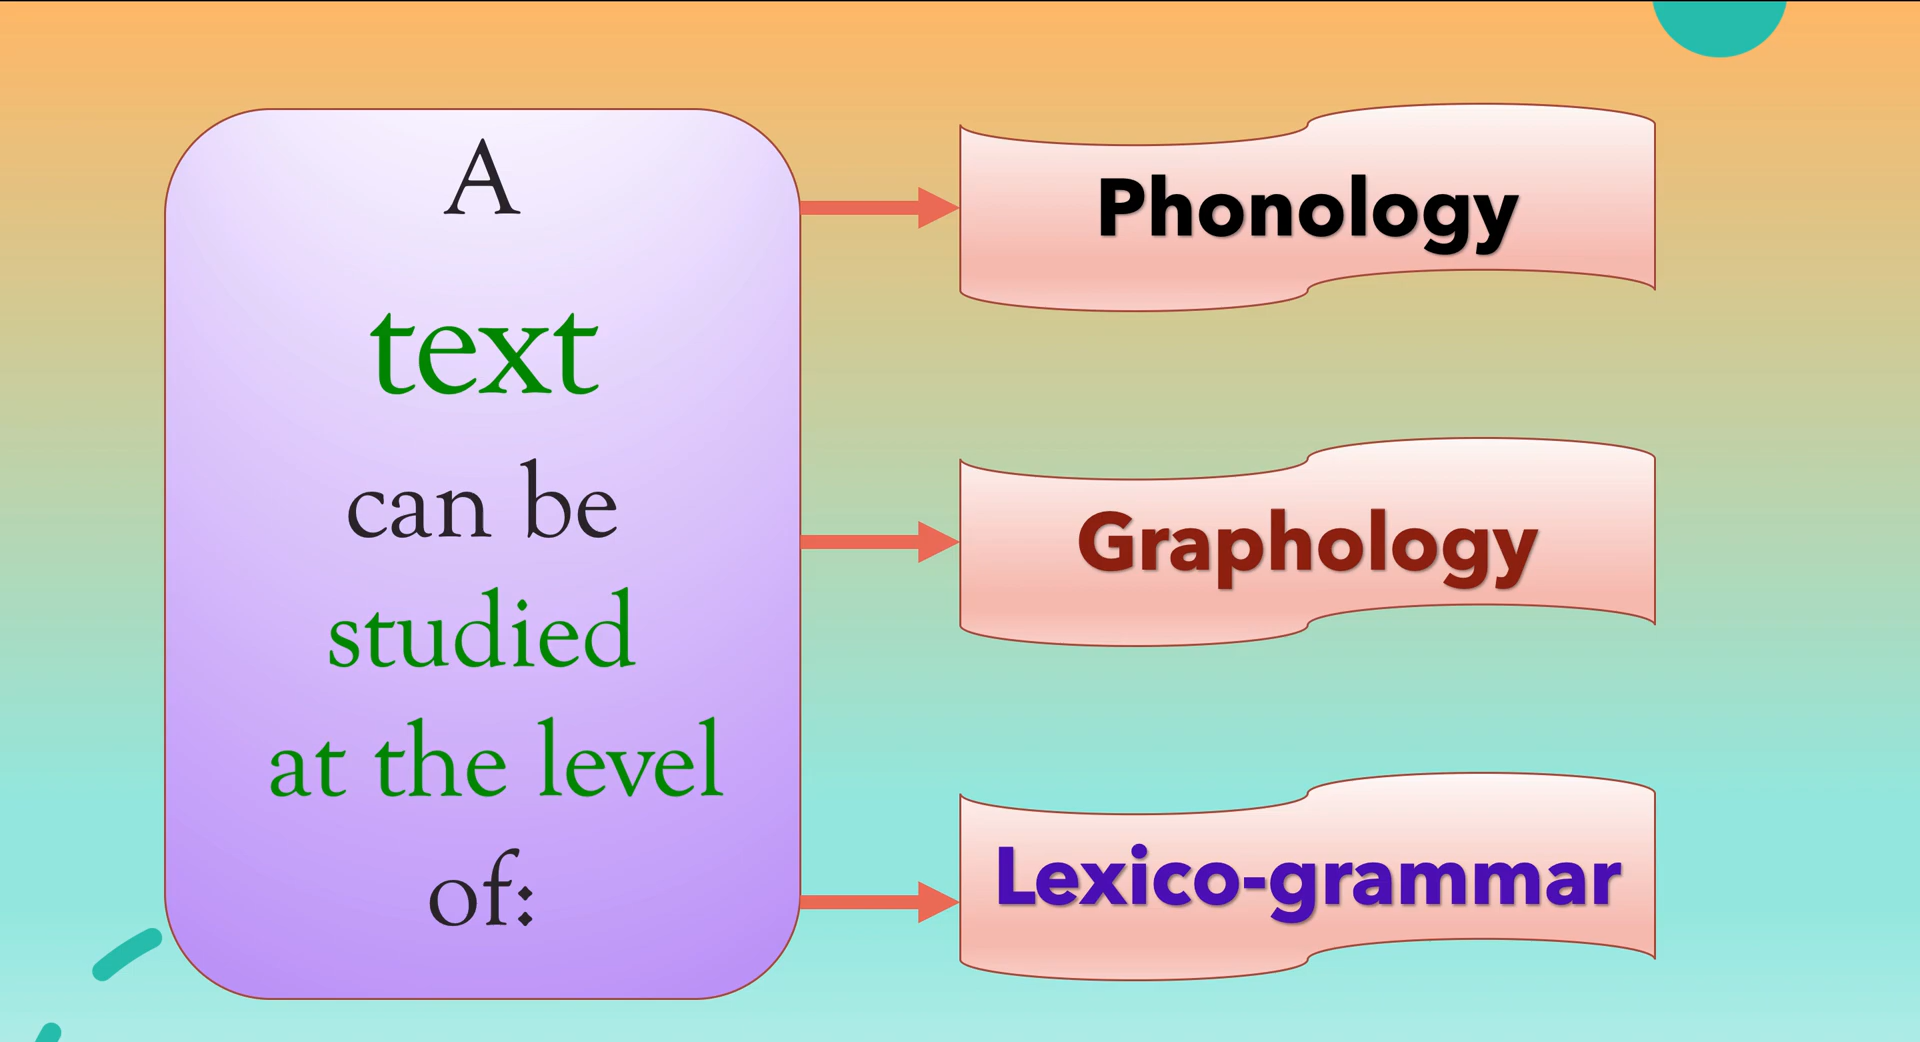 A
text
can be
studied
at the level
of:
Phonology
Graphology
Lexico-grammar